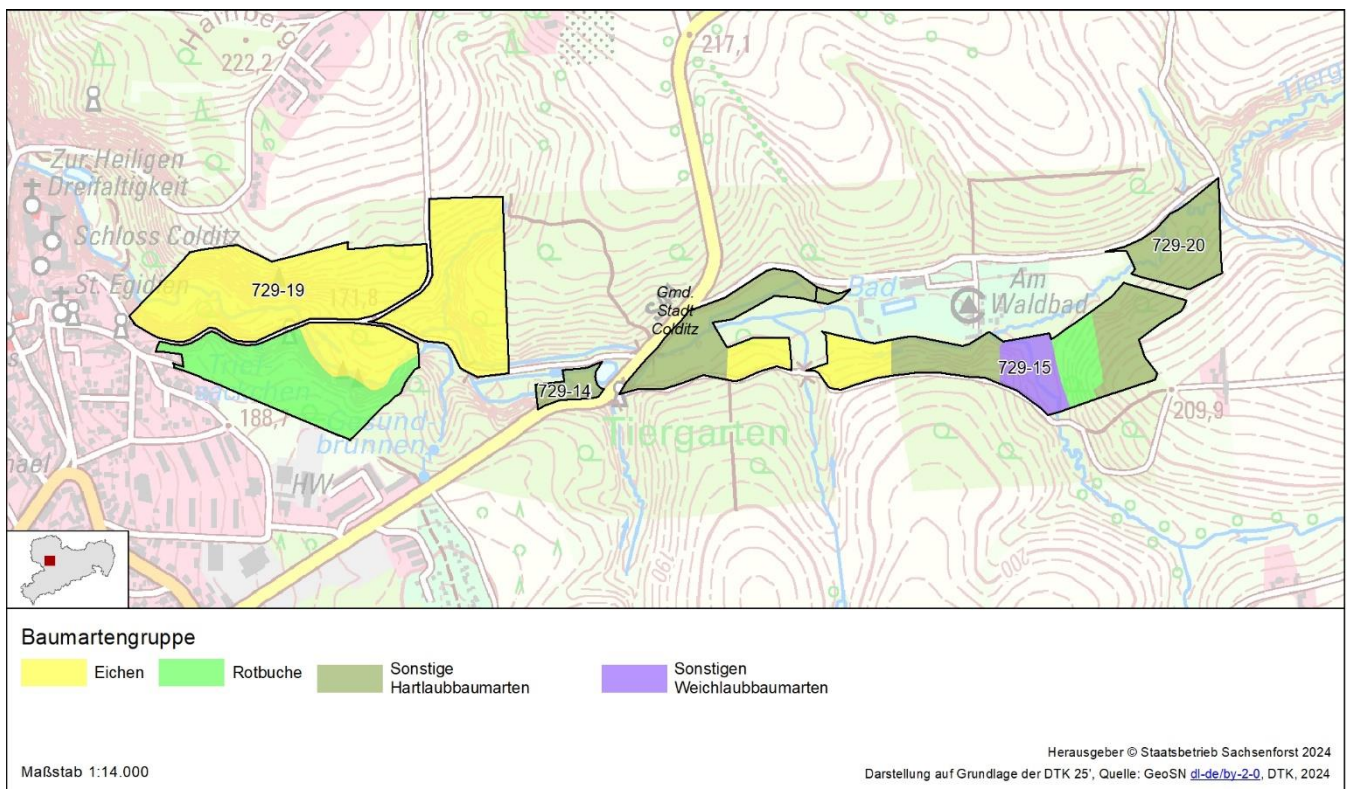 Hainberg
222,2
217,1
Zur Heiligen
Dreifaltigkeit
Schloss Colditz
St. Egidien
729-19
171,8
729-20
Gmd.
Stadt
Colditz
Bad
Am
Waldbad
729-14
729-15
188,7
Gesund-
brunnen
Tiergarten
209,9
HW
190
200
Baumartengruppe
Eichen
Rotbuche
Sonstige
Hartlaubbaumarten
Sonstigen
Weichlaubbaumarten
Maßstab 1:14.000
Herausgeber © Staatsbetrieb Sachsenforst 2024
Darstellung auf Grundlage der DTK 25', Quelle: GeoSN dl-de/by-2-0, DTK, 2024